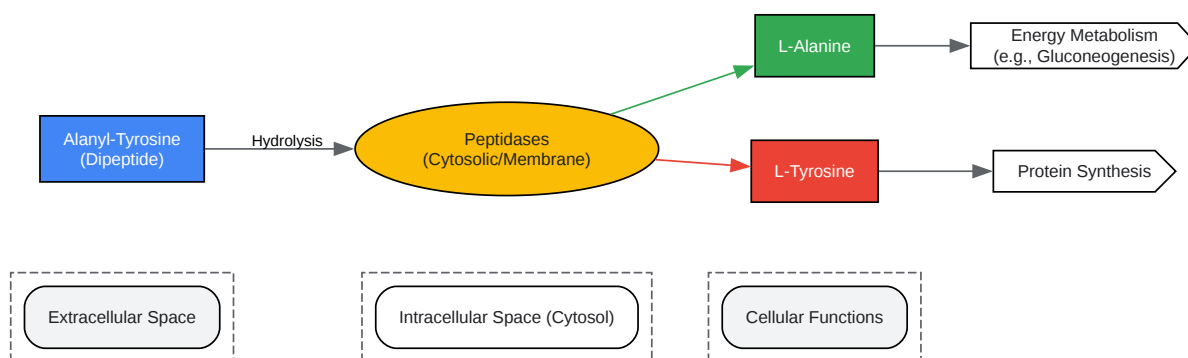 L-Alanine
Energy Metabolism
(e.g., Gluconeogenesis)
Alanyl-Tyrosine
(Dipeptide)
Hydrolysis
Peptidases
(Cytosolic/Membrane)
L-Tyrosine
Protein Synthesis
Extracellular Space
Intracellular Space (Cytosol)
Cellular Functions